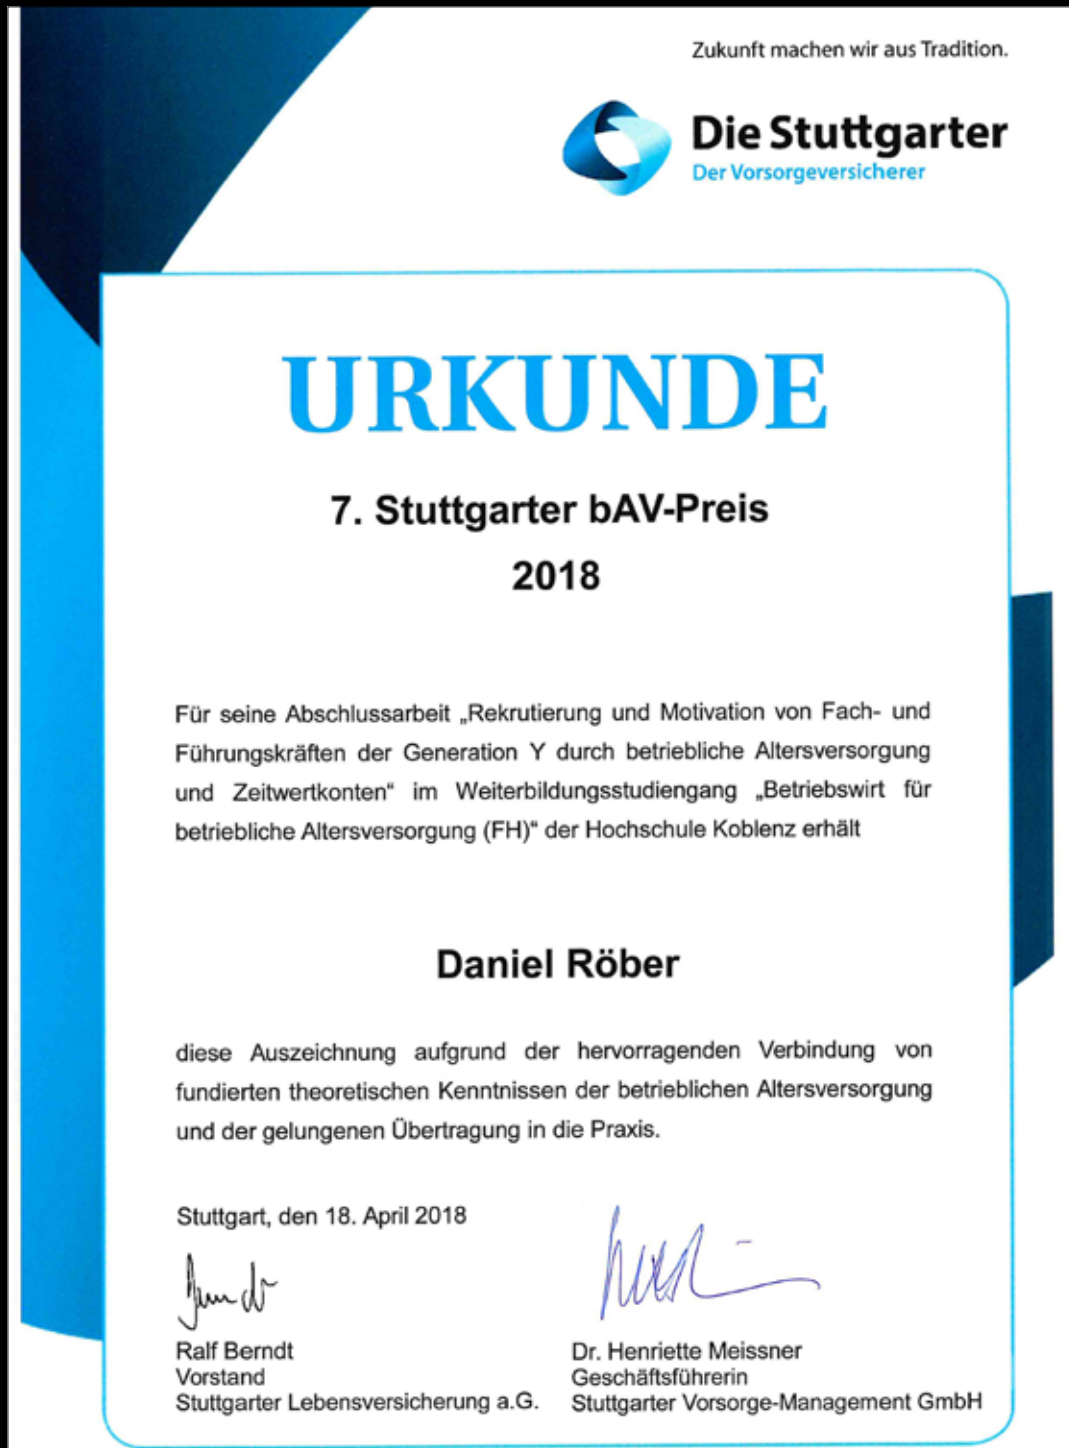 Zukunft machen wir aus Tradition.
Die Stuttgarter
Der Vorsorgeversicherer
URKUNDE
7. Stuttgarter bAV-Preis
2018
Für seine Abschlussarbeit „Rekrutierung und Motivation von Fach- und
Führungskräften der Generation Y durch betriebliche Altersversorgung
und Zeitwertkonten“ im Weiterbildungsstudiengang „Betriebswirt für
betriebliche Altersversorgung (FH)“ der Hochschule Koblenz erhält
Daniel Röber
diese Auszeichnung aufgrund der hervorragenden Verbindung von
fundierten theoretischen Kenntnissen der betrieblichen Altersversorgung
und der gelungenen Übertragung in die Praxis.
Stuttgart, den 18. April 2018
Ralf Berndt
Vorstand
Stuttgarter Lebensversicherung a.G.
Dr. Henriette Meissner
Geschäftsführerin
Stuttgarter Vorsorge-Management GmbH